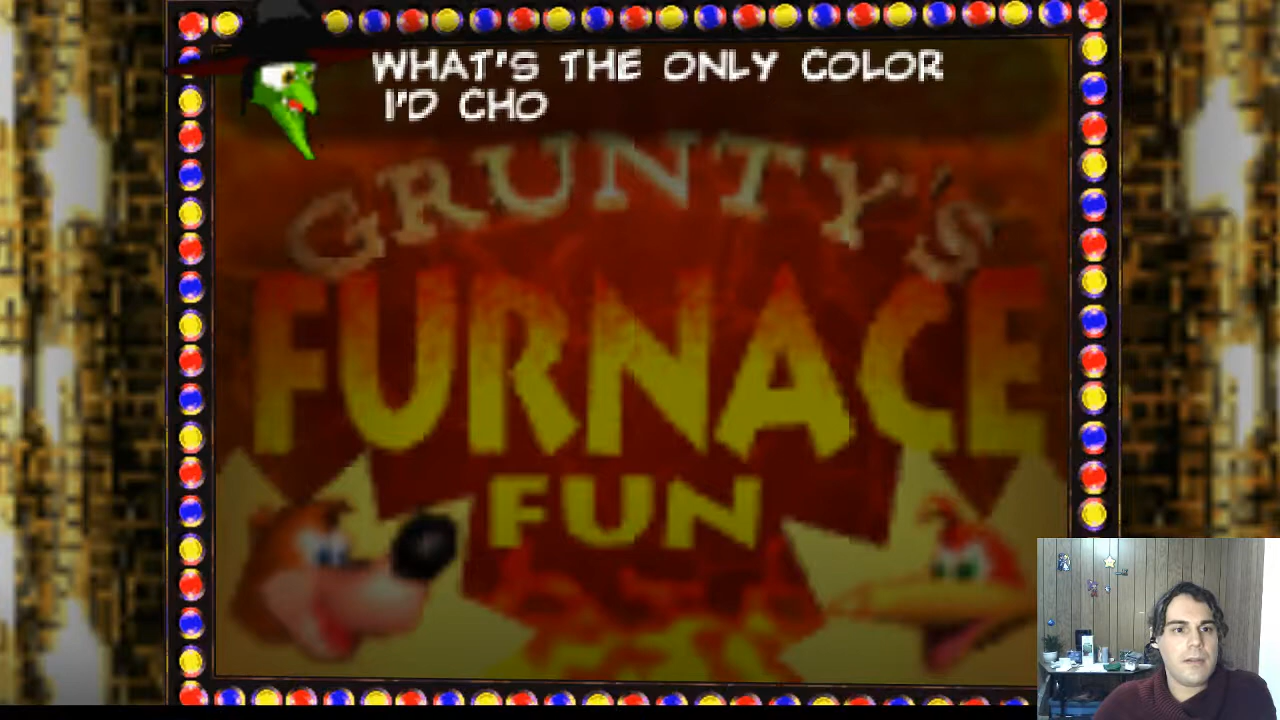 WHAT'S THE ONLY COLOR
I'D CHO
GRUNTY'S
FURNACE
FUN